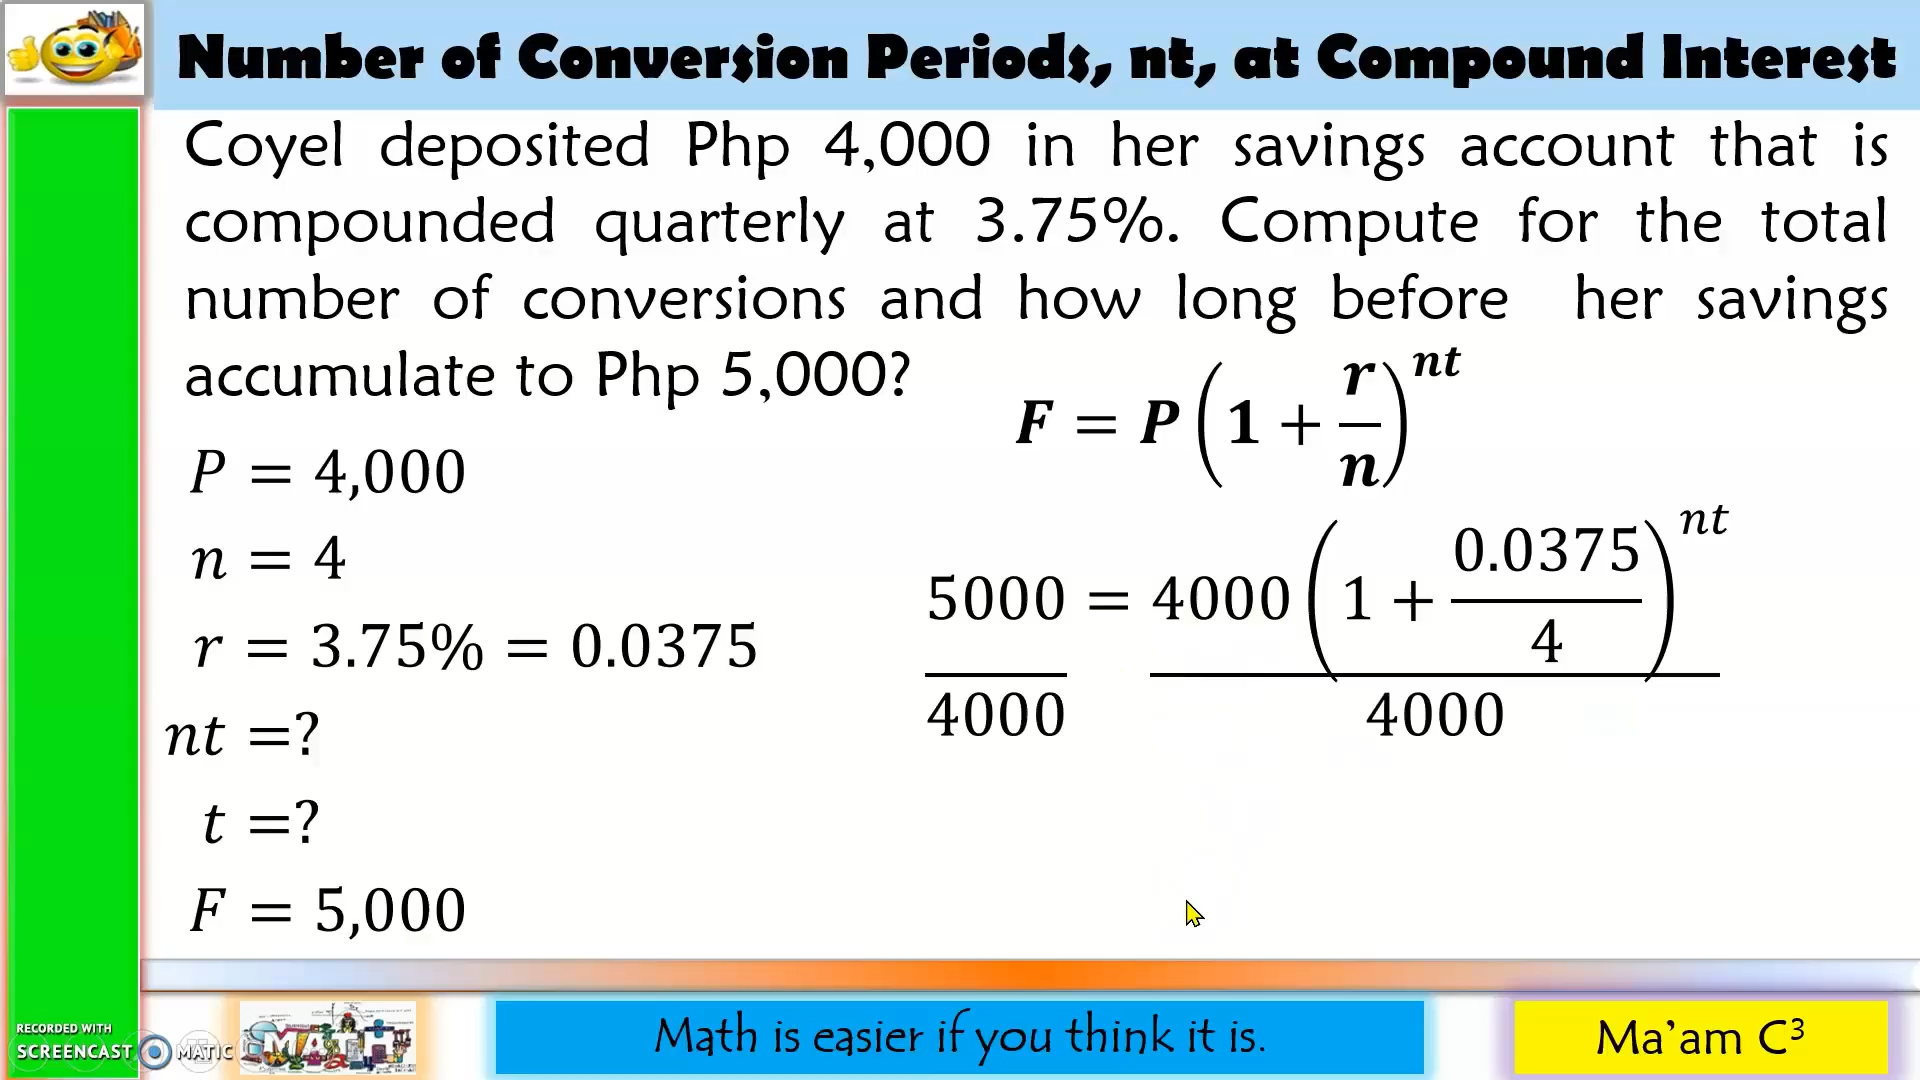 Number of Conversion Periods, nt, at Compound Interest
Coyel deposited Php 4,000 in her savings account that is
compounded quarterly at 3.75%. Compute for the total
number of conversions and how long before her savings
accumulate to Php 5,000?
F = P(1 + r/n)^nt
P = 4,000
n = 4
r = 3.75% = 0.0375
nt =?
t =?
F = 5,000
5000 = 4000(1 + 0.0375/4)^nt
4000 4000
RECORDED WITH
SCREENCAST MATIC
MATH
Math is easier if you think it is.
Ma’am C³